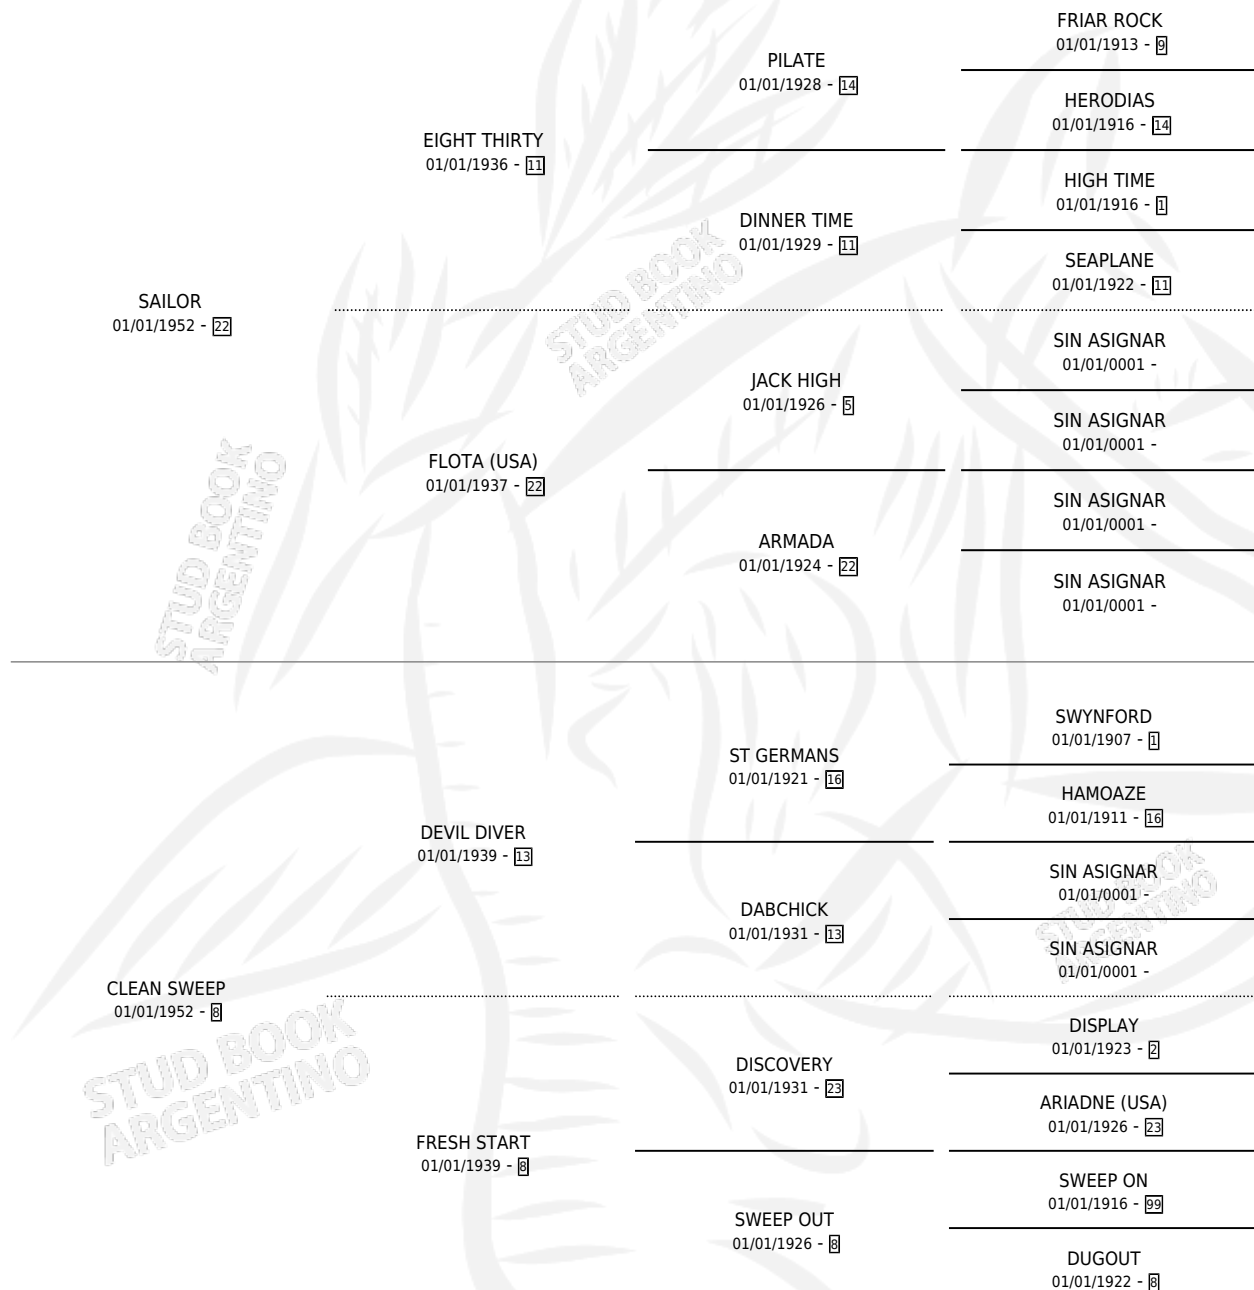 FRIAR ROCK
01/01/1913 - 9
PILATE
01/01/1928 - 14
HERODIAS
01/01/1916 - 14
EIGHT THIRTY
01/01/1936 - 11
HIGH TIME
01/01/1916 - 1
DINNER TIME
01/01/1929 - 11
SEAPLANE
01/01/1922 - 11
SAILOR
01/01/1952 - 22
STUD BOOK
ARGENTINO
SIN ASIGNAR
01/01/0001 -
JACK HIGH
01/01/1926 - 5
SIN ASIGNAR
01/01/0001 -
FLOTA (USA)
01/01/1937 - 22
SIN ASIGNAR
01/01/0001 -
ARMADA
01/01/1924 - 22
SIN ASIGNAR
01/01/0001 -
STUD BOOK
ARGENTINO
SWYNFORD
01/01/1907 - 1
ST GERMANS
01/01/1921 - 16
HAMOAZE
01/01/1911 - 16
DEVIL DIVER
01/01/1939 - 13
SIN ASIGNAR
01/01/0001 -
DABCHICK
01/01/1931 - 13
STUD BOOK
ARGENTINO
SIN ASIGNAR
01/01/0001 -
CLEAN SWEEP
01/01/1952 - 8
STUD BOOK
ARGENTINO
DISPLAY
01/01/1923 - 2
DISCOVERY
01/01/1931 - 23
ARIADNE (USA)
01/01/1926 - 23
FRESH START
01/01/1939 - 8
SWEEP ON
01/01/1916 - 99
SWEEP OUT
01/01/1926 - 8
DUGOUT
01/01/1922 - 8